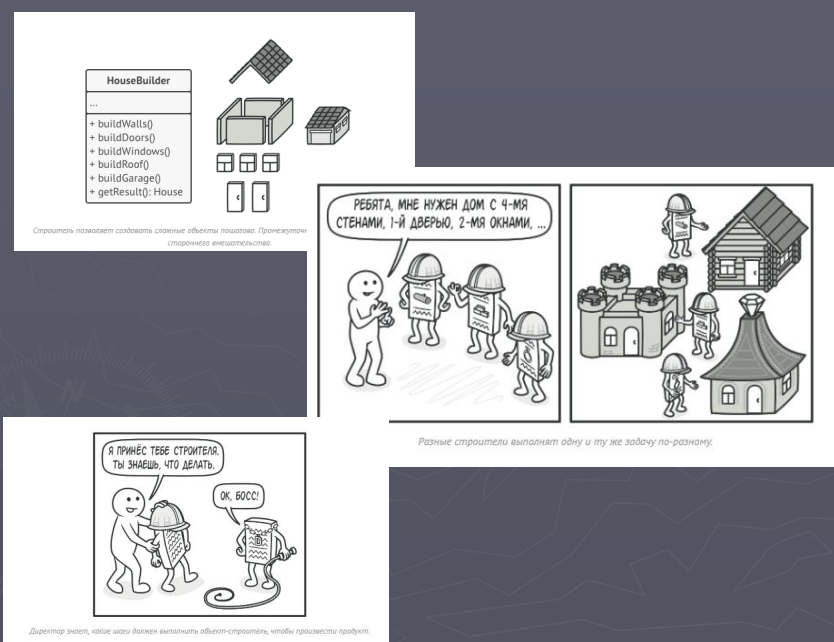 HouseBuilder
...
+ buildWalls()
+ buildDoors()
+ buildWindows()
+ buildRoof()
+ buildGarage()
+ getResult(): House
Строитель позволяет создавать сложные объекты пошагово. Промежуточн
стороннего вмешательства.
РЕБЯТА, МНЕ НУЖЕН ДОМ С 4-МЯ
СТЕНАМИ, 1-Й ДВЕРЬЮ, 2-МЯ ОКНАМИ, ...
Разные строители выполнят одну и ту же задачу по-разному.
Я ПРИНЁС ТЕБЕ СТРОИТЕЛЯ.
ТЫ ЗНАЕШЬ, ЧТО ДЕЛАТЬ.
ОК, БОСС!
D
Директор знает, какие шаги должен выполнить объект-строитель, чтобы произвести продукт.